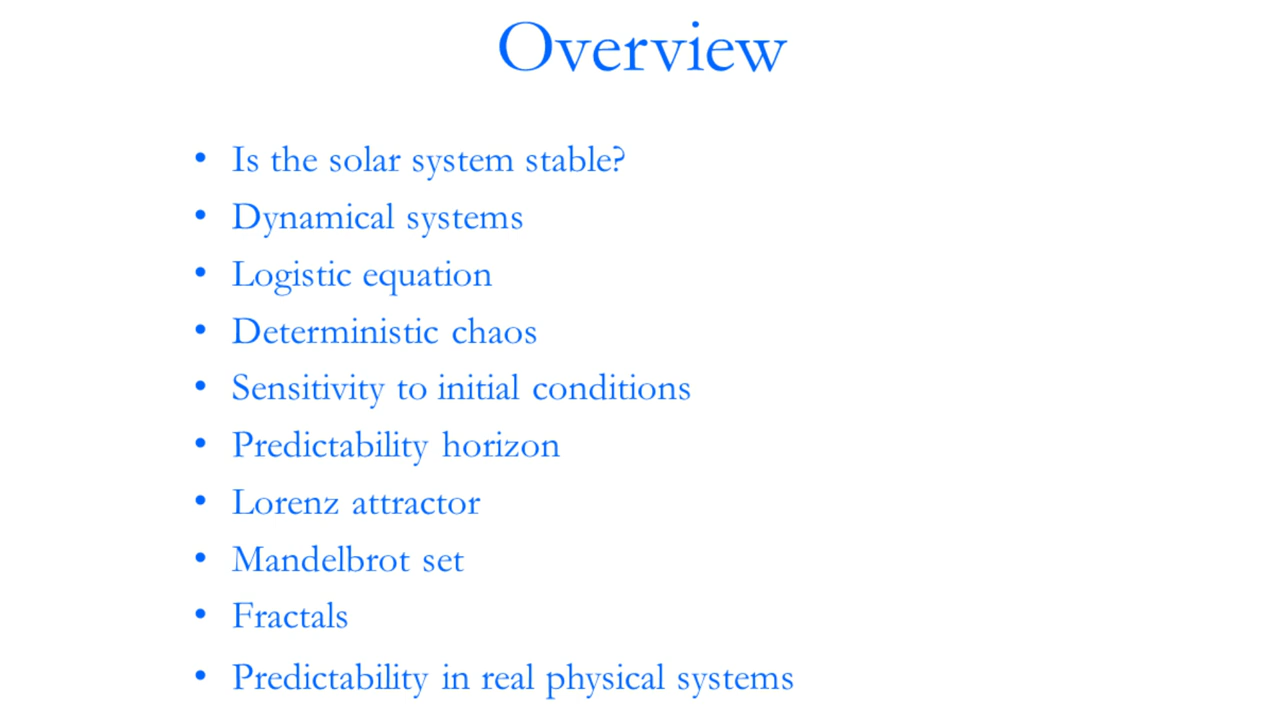 Overview
• Is the solar system stable?
• Dynamical systems
• Logistic equation
• Deterministic chaos
• Sensitivity to initial conditions
• Predictability horizon
• Lorenz attractor
• Mandelbrot set
• Fractals
• Predictability in real physical systems